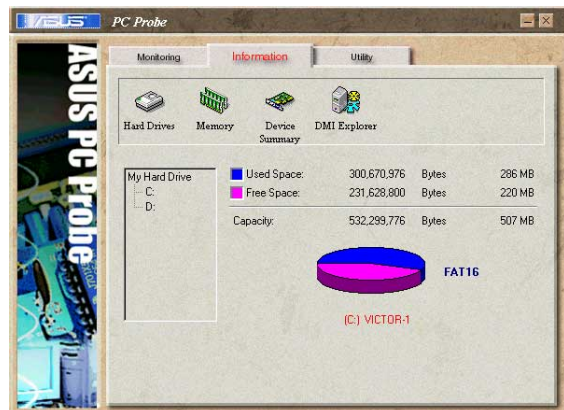 /ISUS PC Probe
ASUS PC Probe
Monitoring Information Utility
Hard Drives Memory Device Summary DMI Explorer
My Hard Drive
C:
D:
Used Space: 300,670,976 Bytes 286 MB
Free Space: 231,628,800 Bytes 220 MB
Capacity: 532,299,776 Bytes 507 MB
FAT16
(C:) VICTOR-1